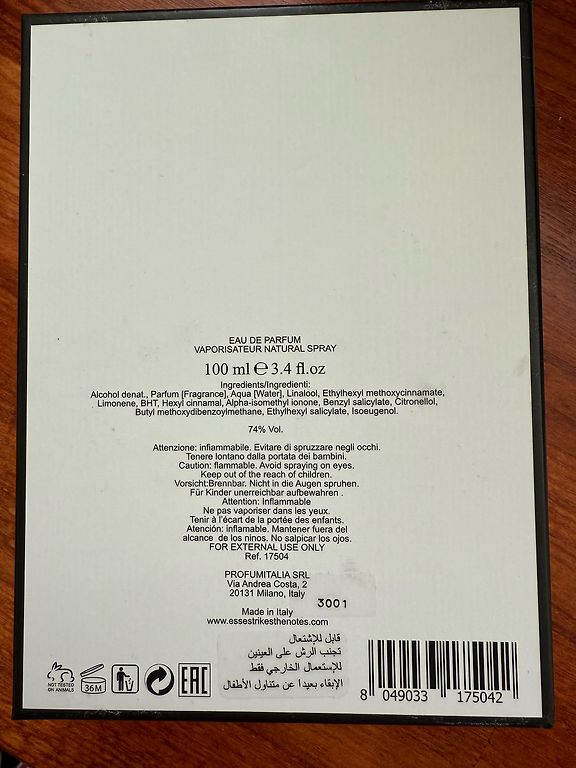 EAU DE PARFUM
VAPORISATEUR NATURAL SPRAY
100 ml ℮ 3.4 fl.oz
Ingredients/Ingredienti:
Alcohol denat., Parfum [Fragrance], Aqua [Water], Linalool, Ethylhexyl methoxycinnamate,
Limonene, BHT, Hexyl cinnamal, Alpha-isomethyl ionone, Benzyl salicylate, Citronellol,
Butyl methoxydibenzoylmethane, Ethylhexyl salicylate, Isoeugenol.
74% Vol.
Attenzione: infiammabile. Evitare di spruzzare negli occhi.
Tenere lontano dalla portata dei bambini.
Caution: flammable. Avoid spraying on eyes.
Keep out of the reach of children.
Vorsicht:Brennbar. Nicht in die Augen spruhen.
Für Kinder unerreichbar aufbewahren .
Attention: Inflammable
Ne pas vaporiser dans les yeux.
Tenir à l'écart de la portée des enfants.
Atención: inflamable. Mantener fuera del
alcance de los ninos. No salpicar los ojos.
FOR EXTERNAL USE ONLY
Ref. 17504
PROFUMITALIA SRL
Via Andrea Costa, 2
20131 Milano, Italy
3001
Made in Italy
www.essestrikesthenotes.com
قابل للإشتعال
تجنب الرش على العينين
للإستعمال الخارجي فقط
الإبقاء بعيداً عن متناول الأطفال
NOT TESTED
ON ANIMALS
36M
EAC
8 049033 175042